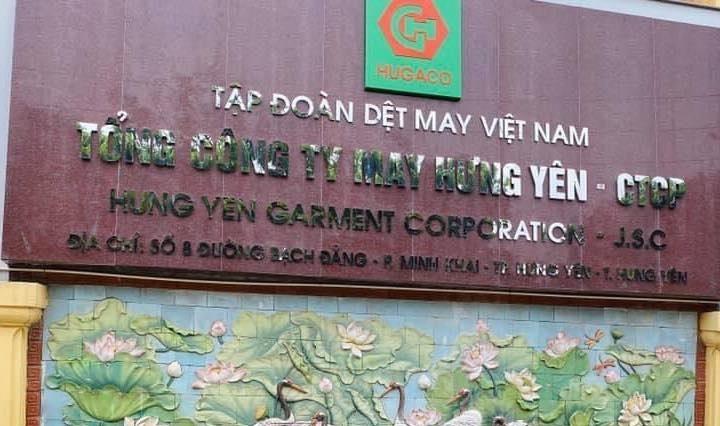 HUGACO
TẬP ĐOÀN DỆT MAY VIỆT NAM
TỔNG CÔNG TY MAY HƯNG YÊN - CTCP
HUNG YEN GARMENT CORPORATION - J.S.C
ĐỊA CHỈ: SỐ 8 ĐƯỜNG BẠCH ĐẰNG - P. MINH KHAI - TP. HƯNG YÊN - T. HƯNG YÊN